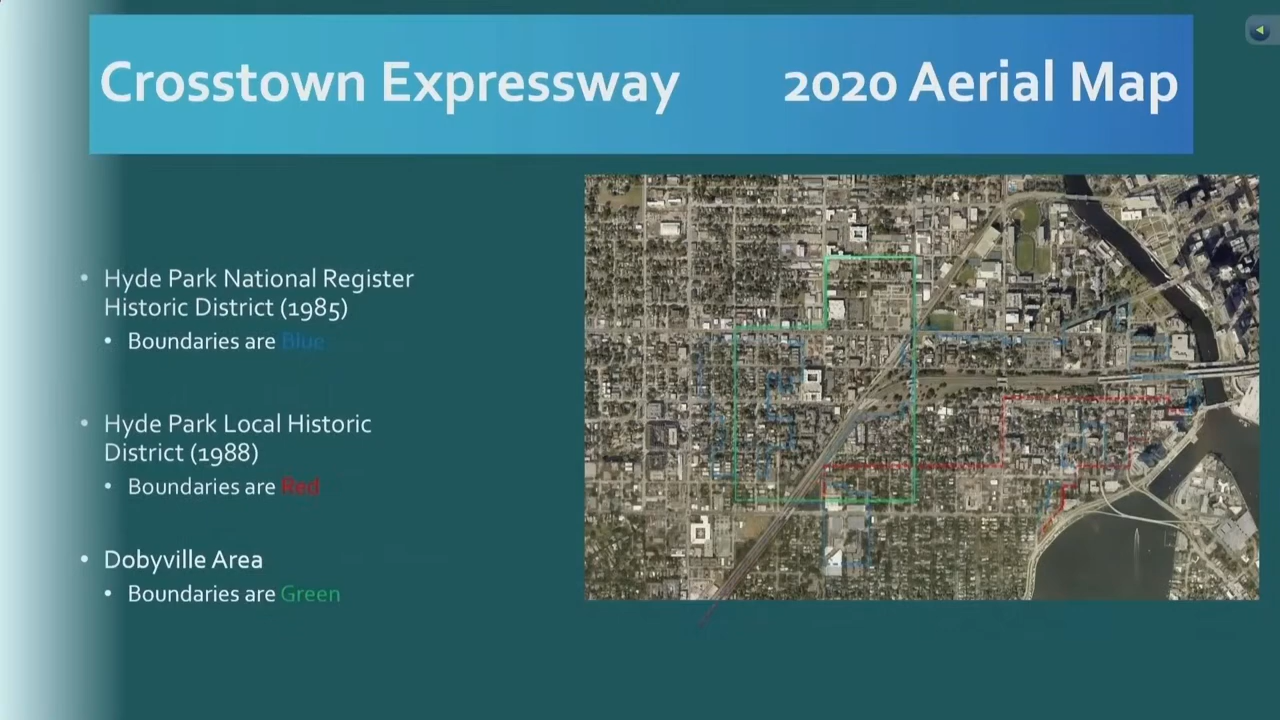 Crosstown Expressway 2020 Aerial Map
• Hyde Park National Register
Historic District (1985)
• Boundaries are Blue
• Hyde Park Local Historic
District (1988)
• Boundaries are Red
• Dobyville Area
• Boundaries are Green